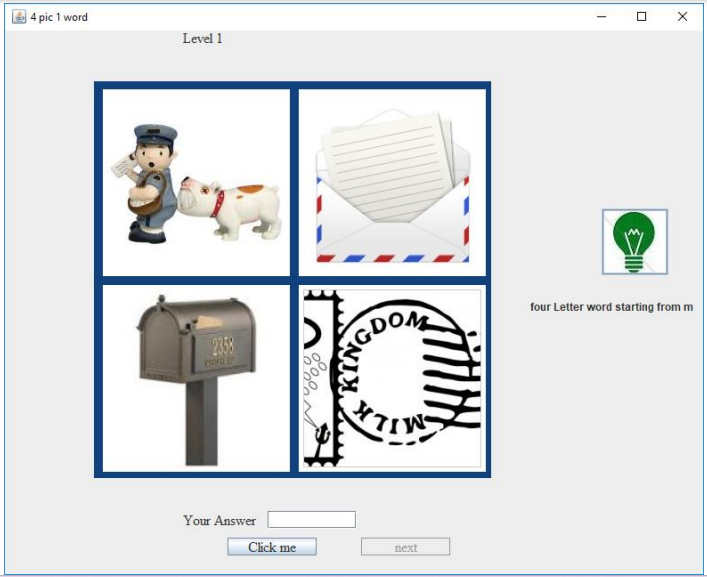 4 pic 1 word
Level 1
2358
MILK KINGDOM
four Letter word starting from m
Your Answer
Click me
next